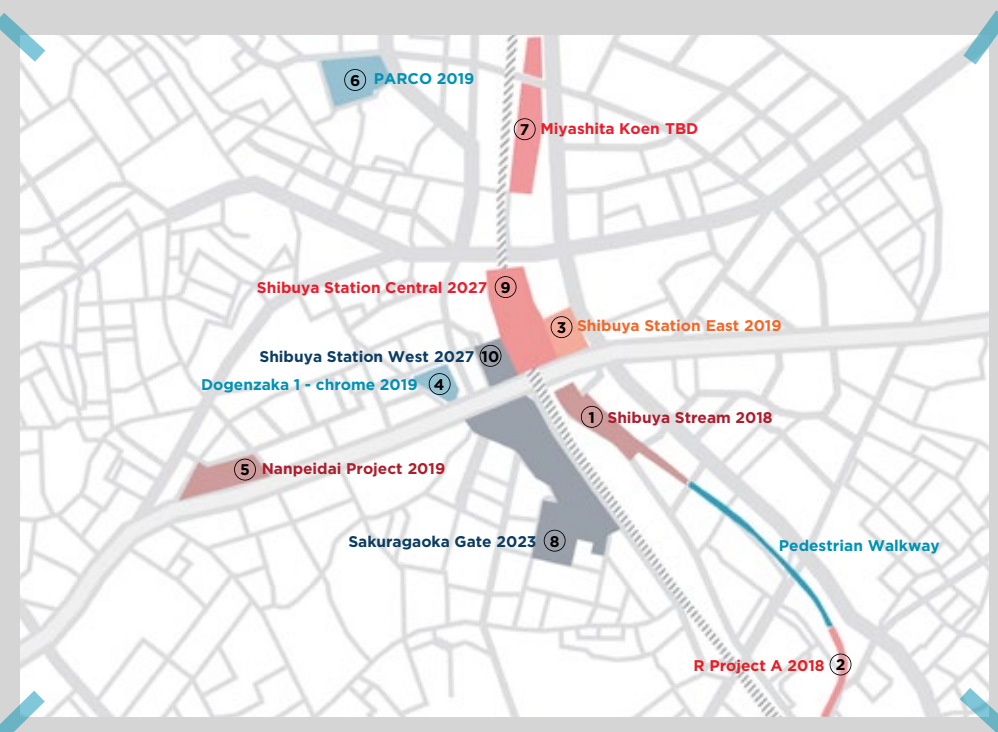 6 PARCO 2019
7 Miyashita Koen TBD
Shibuya Station Central 2027 9
3 Shibuya Station East 2019
Shibuya Station West 2027 10
Dogenzaka 1 - chrome 2019 4
1 Shibuya Stream 2018
5 Nanpeidai Project 2019
Sakuragaoka Gate 2023 8
Pedestrian Walkway
R Project A 2018 2